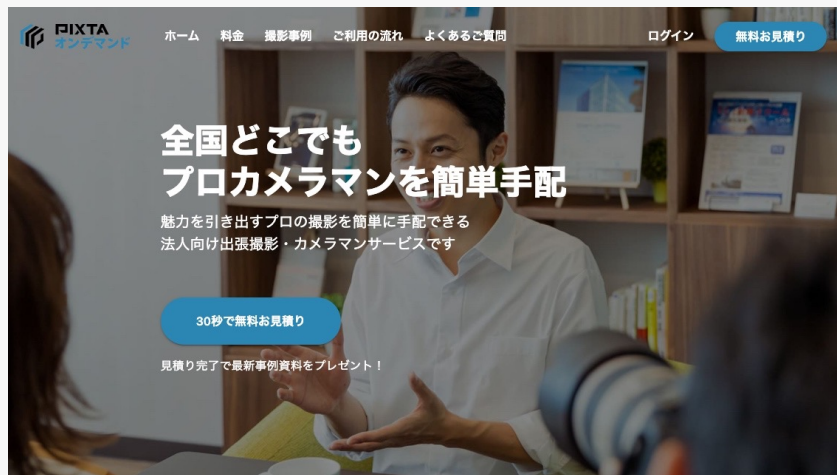 PIXTA
オンデマンド
ホーム 料金 撮影事例 ご利用の流れ よくあるご質問 ログイン 無料お見積り
全国どこでも
プロカメラマンを簡単手配
魅力を引き出すプロの撮影を簡単に手配できる
法人向け出張撮影・カメラマンサービスです
30秒で無料お見積り
見積り完了で最新事例資料をプレゼント！